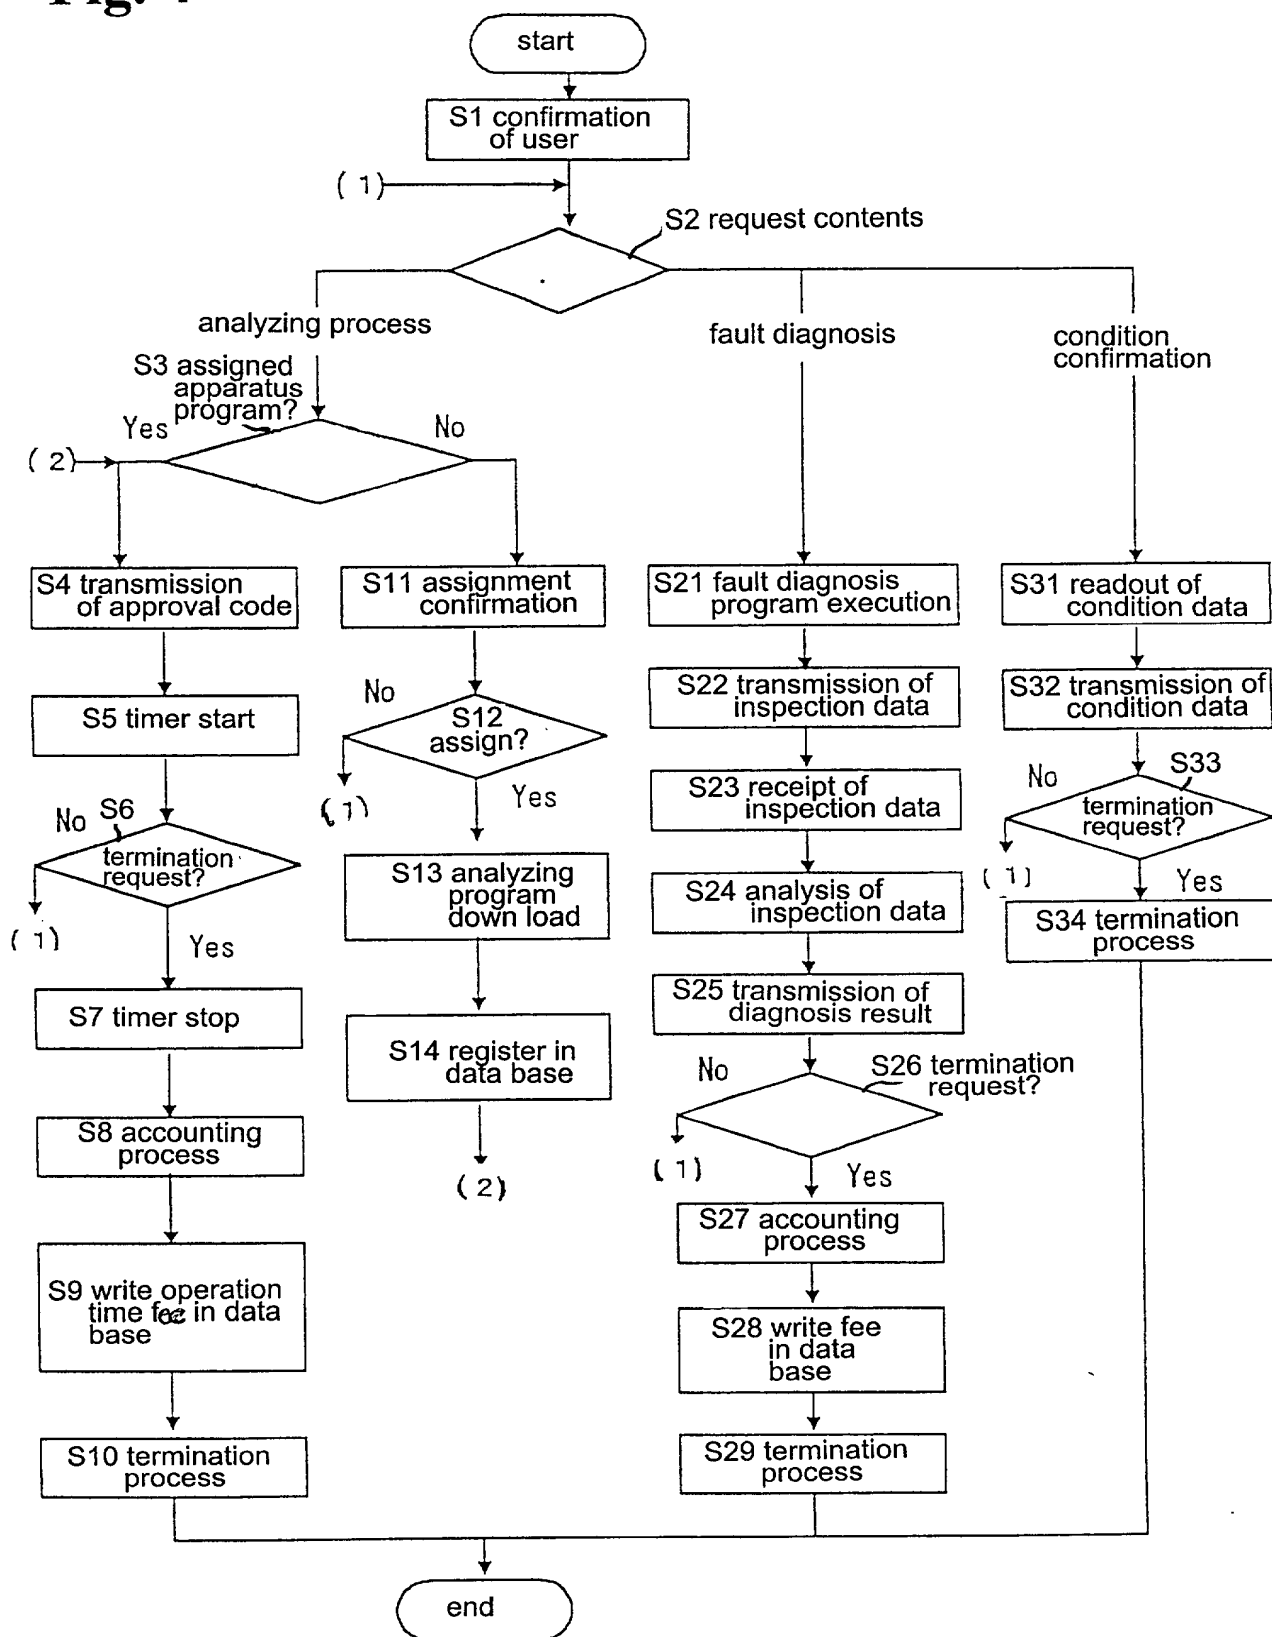 Fig.
start
S1 confirmation
of user
(1)
S2 request contents
analyzing process
fault diagnosis
condition
confirmation
S3 assigned
apparatus
program?
Yes
No
(2)
S4 transmission
of approval code
S11 assignment
confirmation
S21 fault diagnosis
program execution
S31 readout of
condition data
S5 timer start
No
S12
assign?
S22 transmission of
inspection data
S32 transmission of
condition data
(1)
Yes
S23 receipt of
inspection data
No
S33
termination
request?
No
S6
termination
request?
(1)
Yes
S13 analyzing
program
down load
S24 analysis of
inspection data
(1)
Yes
S34 termination
process
S7 timer stop
S14 register in
data base
S25 transmission of
diagnosis result
No
S26 termination
request?
S8 accounting
process
(2)
(1)
Yes
S27 accounting
process
S9 write operation
time fee in data
base
S28 write fee
in data
base
S10 termination
process
S29 termination
process
end